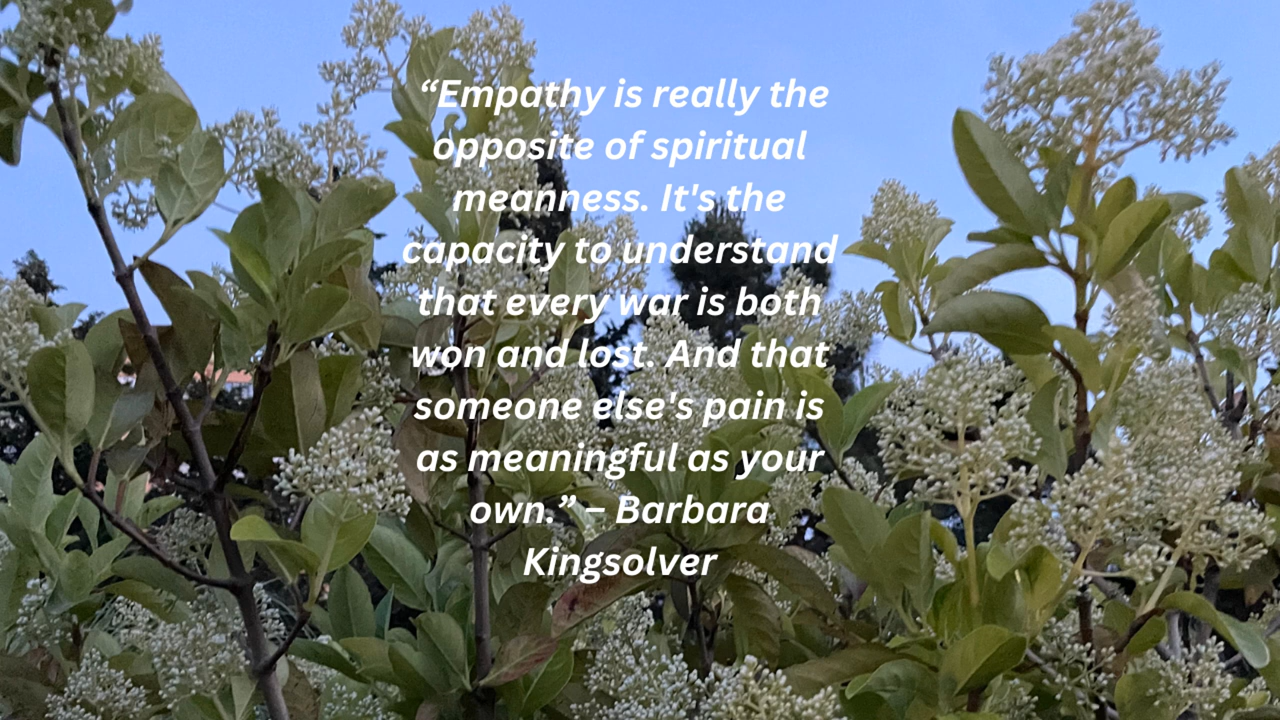 “Empathy is really the
opposite of spiritual
meanness. It's the
capacity to understand
that every war is both
won and lost. And that
someone else's pain is
as meaningful as your
own.” – Barbara
Kingsolver